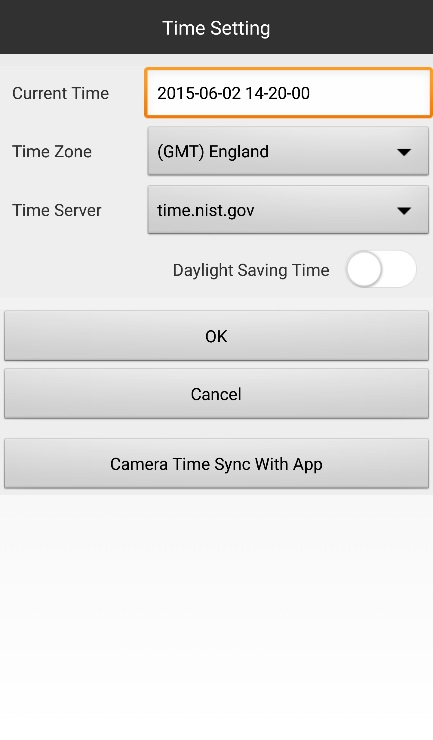 Time Setting
Current Time 2015-06-02 14-20-00
Time Zone (GMT) England
Time Server time.nist.gov
Daylight Saving Time
OK
Cancel
Camera Time Sync With App